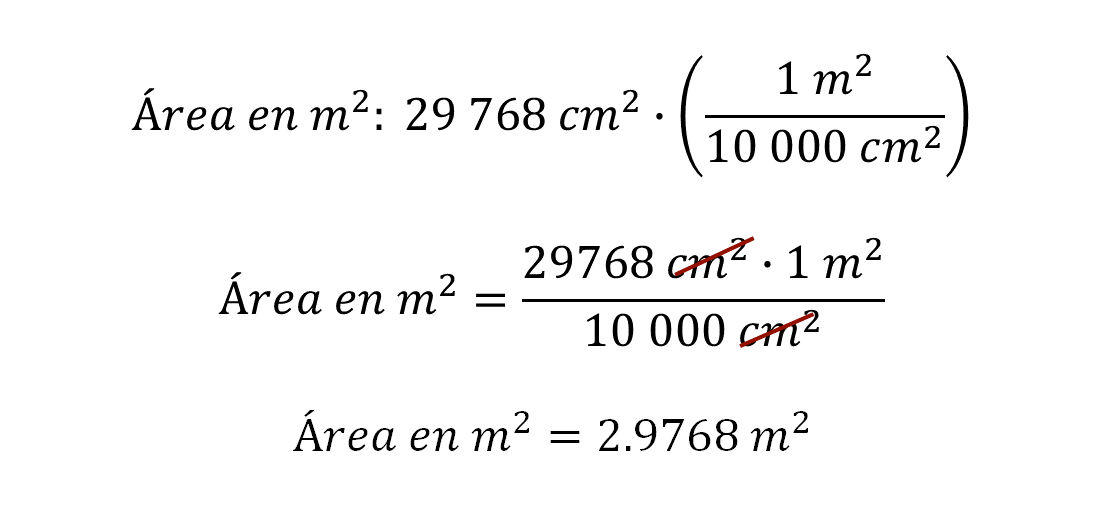 Área en m²: 29 768 cm² · (1 m² / 10 000 cm²)
Área en m² = 29768 cm² · 1 m² / 10 000 cm²
Área en m² = 2.9768 m²